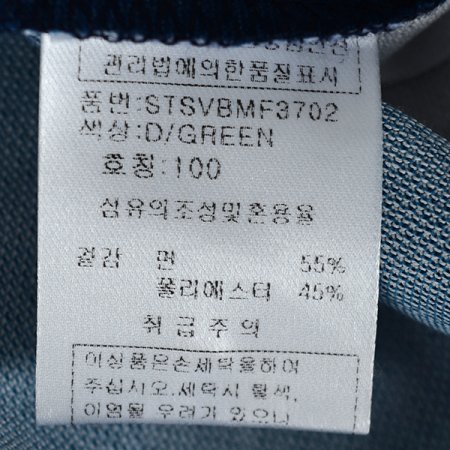 관리법에의한품질표시
품번:STSVBMF3702
색상:D/GREEN
호칭:100
섬유의조성및혼용율
겉감 면 55%
폴리에스터 45%
취급주의
이상품은손세탁을하여
주십시오.세탁시 탈색,
이염될 우려가 있으니